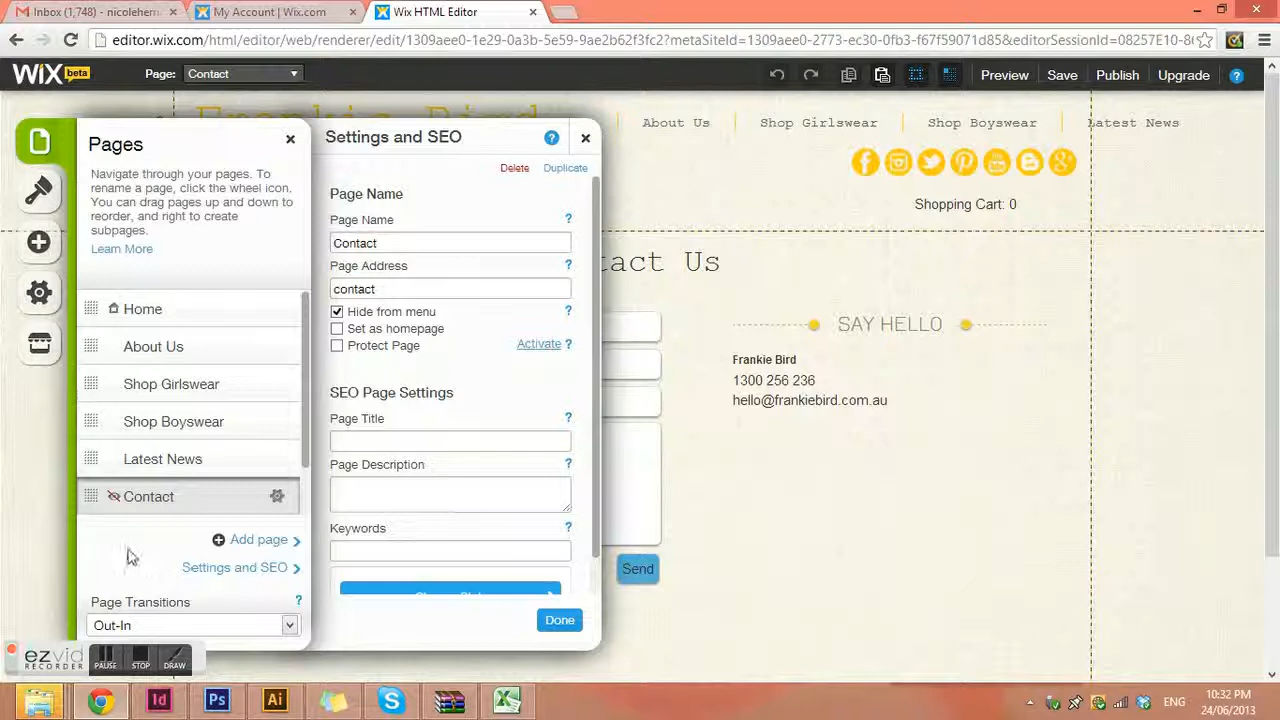 Inbox (1,748) - nicolehern
My Account | Wix.com
Wix HTML Editor
editor.wix.com/html/editor/web/renderer/edit/1309aee0-1e29-0a3b-5e59-9ae2b62f3fc2?metaSiteId=1309aee0-2773-ec30-0fb3-f67f59071d85&editorSessionId=08257E10-8
WiX beta
Page: Contact
Preview
Save
Publish
Upgrade
?
About Us
Shop Girlswear
Shop Boyswear
Latest News
Shopping Cart: 0
Pages
Navigate through your pages. To
rename a page, click the wheel icon.
You can drag pages up and down to
reorder, and right to create
subpages.
Learn More
Home
About Us
Shop Girlswear
Shop Boyswear
Latest News
Contact
Add page
Settings and SEO
Page Transitions ?
Out-In
Settings and SEO ?
Delete Duplicate
Page Name
Page Name ?
Contact
Page Address ?
contact
Hide from menu ?
Set as homepage
Protect Page Activate ?
SEO Page Settings
Page Title ?
Page Description ?
Keywords ?
Done
tact Us
SAY HELLO
Frankie Bird
1300 256 236
hello@frankiebird.com.au
Send
ezvid
RECORDER
PAUSE
STOP
DRAW
Id
Ps
Ai
ENG
10:32 PM
24/06/2013